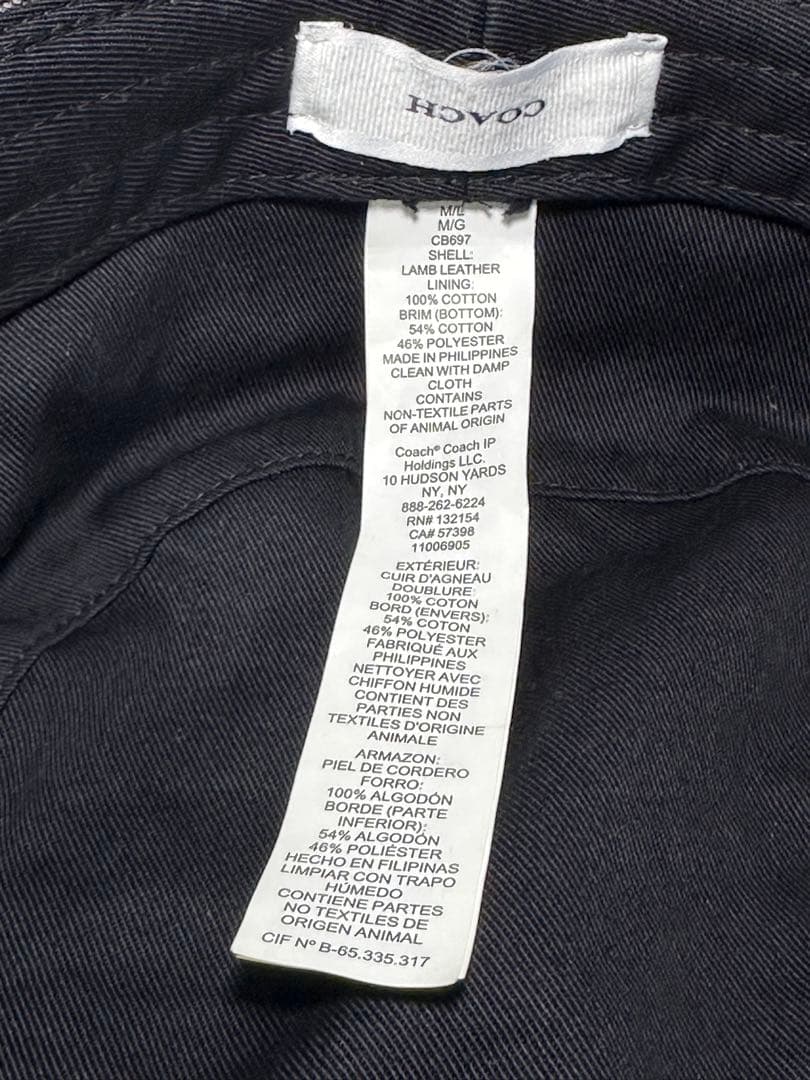 COACH
M/L
M/G
CB697
SHELL:
LAMB LEATHER
LINING:
100% COTTON
BRIM (BOTTOM):
54% COTTON
46% POLYESTER
MADE IN PHILIPPINES
CLEAN WITH DAMP
CLOTH
CONTAINS
NON-TEXTILE PARTS
OF ANIMAL ORIGIN
Coach® Coach IP
Holdings LLC.
10 HUDSON YARDS
NY, NY
888-262-6224
RN# 132154
CA# 57398
11006905
EXTÉRIEUR:
CUIR D'AGNEAU
DOUBLURE:
100% COTON
BORD (ENVERS):
54% COTON
46% POLYESTER
FABRIQUÉ AUX
PHILIPPINES
NETTOYER AVEC
CHIFFON HUMIDE
CONTIENT DES
PARTIES NON
TEXTILES D'ORIGINE
ANIMALE
ARMAZON:
PIEL DE CORDERO
FORRO:
100% ALGODÓN
BORDE (PARTE
INFERIOR):
54% ALGODÓN
46% POLIÉSTER
HECHO EN FILIPINAS
LIMPIAR CON TRAPO
HÚMEDO
CONTIENE PARTES
NO TEXTILES DE
ORIGEN ANIMAL
CIF Nº B-65.335.317